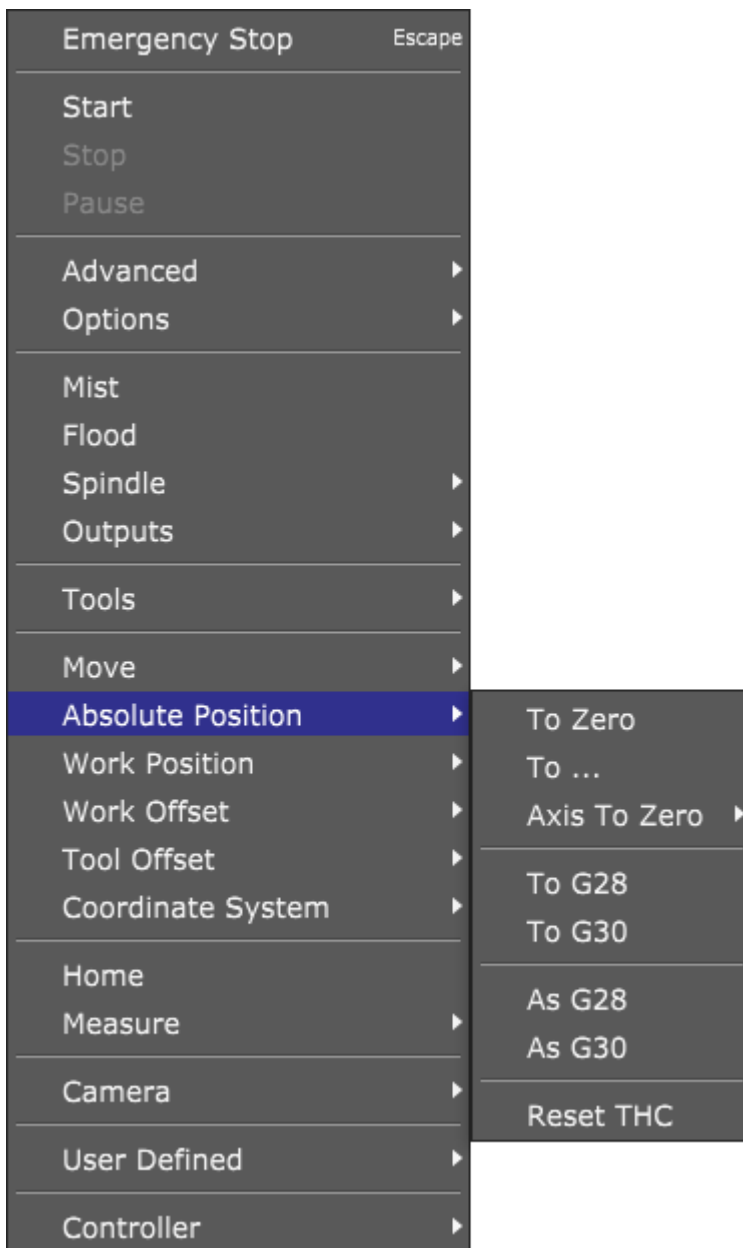 Emergency Stop Escape
Start
Stop
Pause
Advanced
Options
Mist
Flood
Spindle
Outputs
Tools
Move
Absolute Position
Work Position
Work Offset
Tool Offset
Coordinate System
Home
Measure
Camera
User Defined
Controller
To Zero
To ...
Axis To Zero
To G28
To G30
As G28
As G30
Reset THC